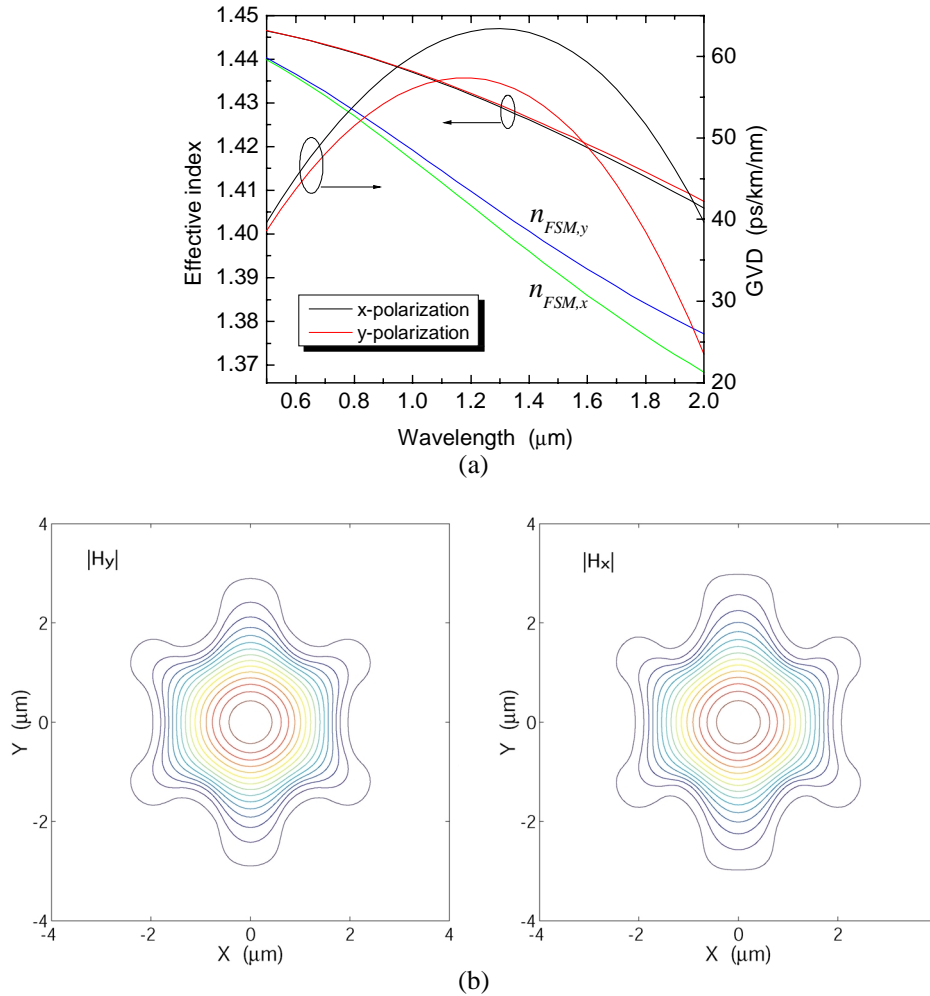 1.45
1.44
1.43
1.42
1.41
1.40
1.39
1.38
1.37
Effective index
60
50
40
30
20
GVD (ps/km/nm)
n_FSM,y
n_FSM,x
x-polarization
y-polarization
0.6 0.8 1.0 1.2 1.4 1.6 1.8 2.0
Wavelength (μm)
(a)
4
2
0
-2
-4
Y (μm)
|Hy|
-4 -2 0 2 4
X (μm)
4
2
0
-2
-4
Y (μm)
|Hx|
-4 -2 0 2
X (μm)
(b)